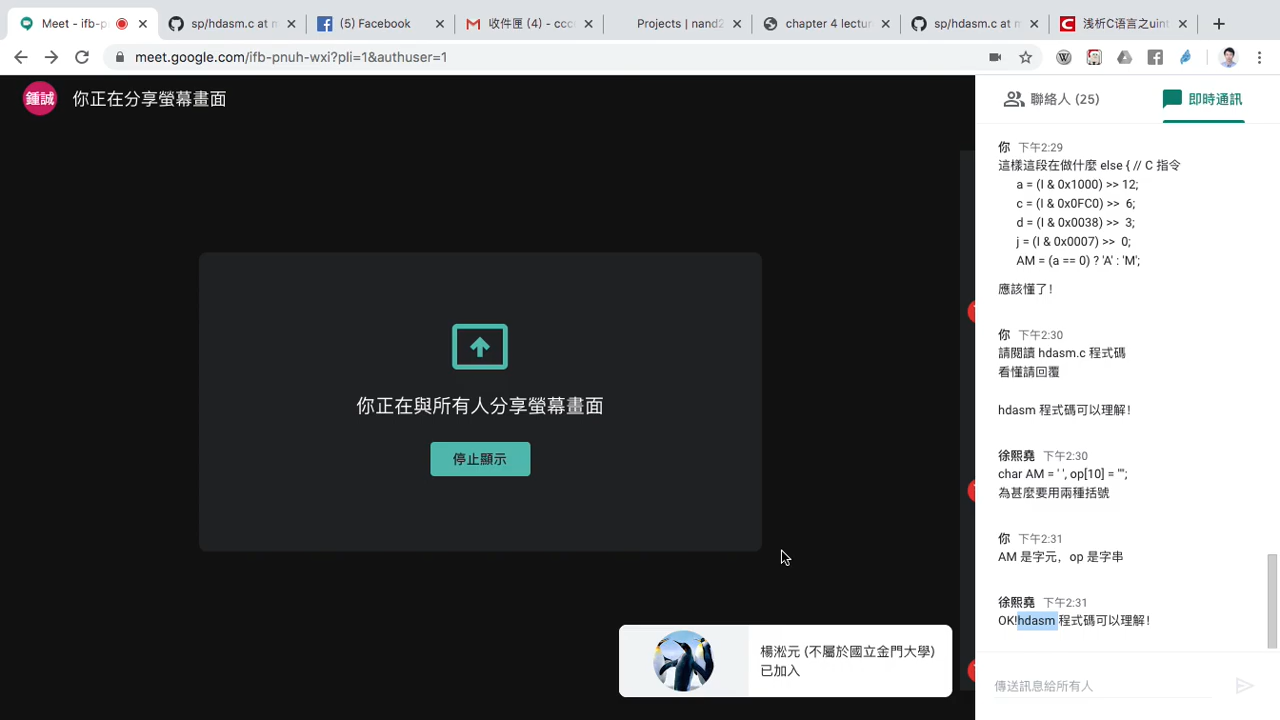 Meet - ifb-p
sp/hdasm.c at m
(5) Facebook
收件匣 (4) - ccc
Projects | nand2
chapter 4 lectur
sp/hdasm.c at m
浅析C语言之uint
meet.google.com/ifb-pnuh-wxi?pli=1&authuser=1
鍾誠
你正在分享螢幕畫面
聯絡人 (25)
即時通訊
你正在與所有人分享螢幕畫面
停止顯示
楊淞元 (不屬於國立金門大學)
已加入
你 下午2:29
這樣這段在做什麼 else { // C 指令
a = (I & 0x1000) >> 12;
c = (I & 0x0FC0) >> 6;
d = (I & 0x0038) >> 3;
j = (I & 0x0007) >> 0;
AM = (a == 0) ? 'A' : 'M';
應該懂了!
你 下午2:30
請閱讀 hdasm.c 程式碼
看懂請回覆
hdasm 程式碼可以理解!
徐熙堯 下午2:30
char AM = ' ', op[10] = "";
為甚麼要用兩種括號
你 下午2:31
AM 是字元，op 是字串
徐熙堯 下午2:31
OK!hdasm 程式碼可以理解!
傳送訊息給所有人